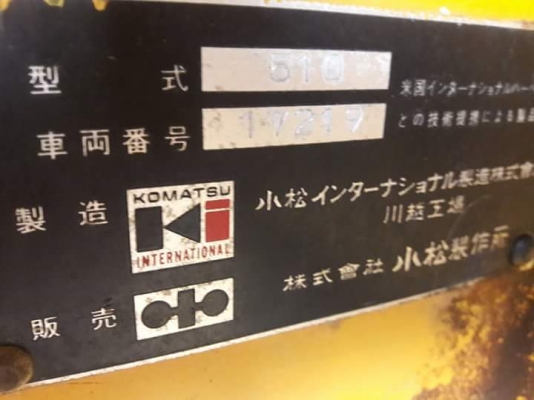 型式 510
車両番号 17219
米国インターナショナルハーベ
との技術提携による製品
製造 KOMATSU INTERNATIONAL
小松インターナショナル製造株式會
川越工場
販売 株式會社 小松製作所